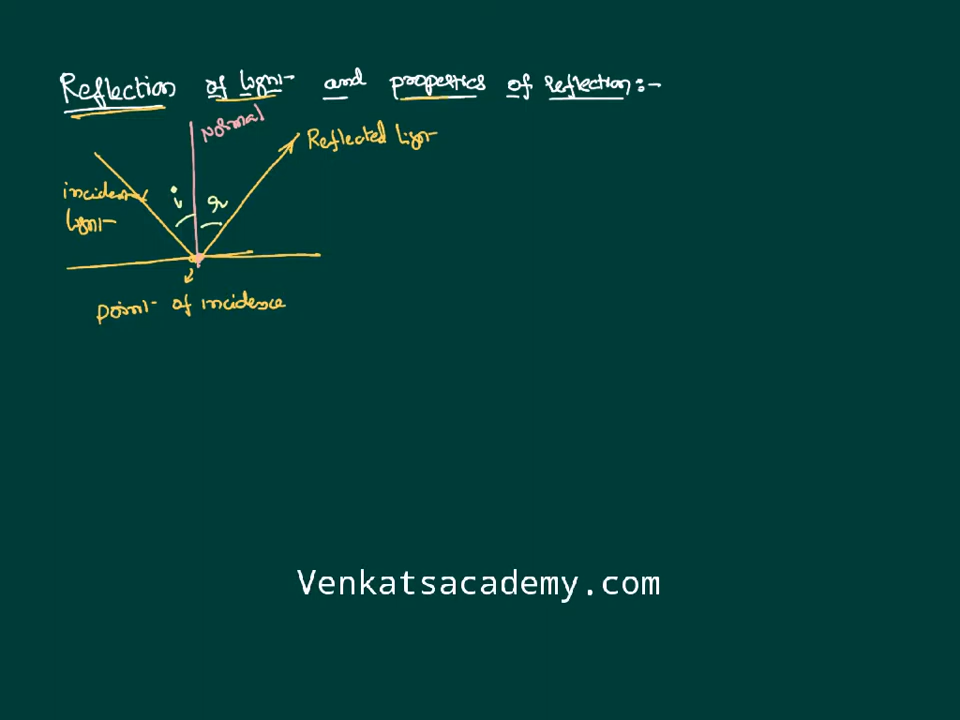 Reflection of light and properties of reflection:-
normal
Reflected light
incident
light
i
r
point of incidence
Venkatsacademy.com